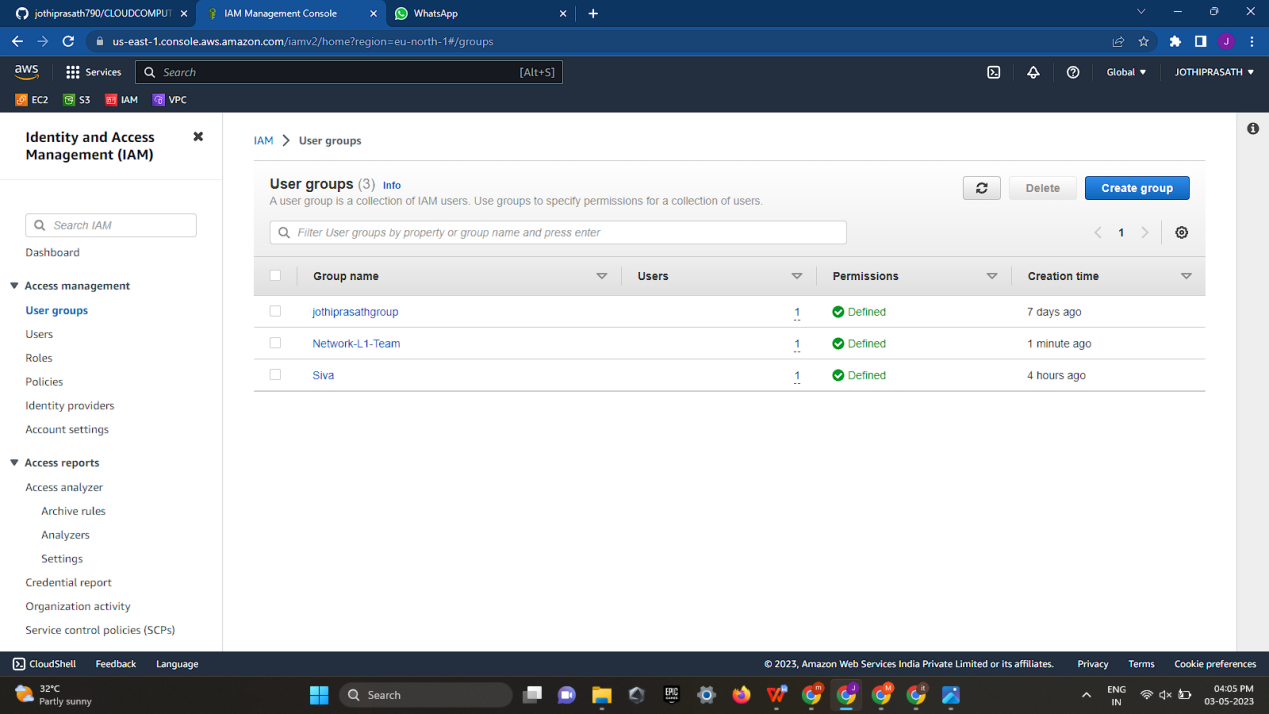 jothiprasath790/CLOUDCOMPUT
IAM Management Console
WhatsApp
us-east-1.console.aws.amazon.com/iamv2/home?region=eu-north-1#/groups
J
aws
Services
Search
[Alt+S]
Global
JOTHIPRASATH
EC2
S3
IAM
VPC
Identity and Access
Management (IAM)
Search IAM
Dashboard
Access management
User groups
Users
Roles
Policies
Identity providers
Account settings
Access reports
Access analyzer
Archive rules
Analyzers
Settings
Credential report
Organization activity
Service control policies (SCPs)
IAM
User groups
User groups (3) Info
A user group is a collection of IAM users. Use groups to specify permissions for a collection of users.
Delete
Create group
Filter User groups by property or group name and press enter
1
Group name Users Permissions Creation time
jothiprasathgroup 1 Defined 7 days ago
Network-L1-Team 1 Defined 1 minute ago
Siva 1 Defined 4 hours ago
CloudShell
Feedback
Language
© 2023, Amazon Web Services India Private Limited or its affiliates.
Privacy
Terms
Cookie preferences
32°C
Partly sunny
Search
EPIC
GAMES
m
J
M
it
ENG
IN
04:05 PM
03-05-2023